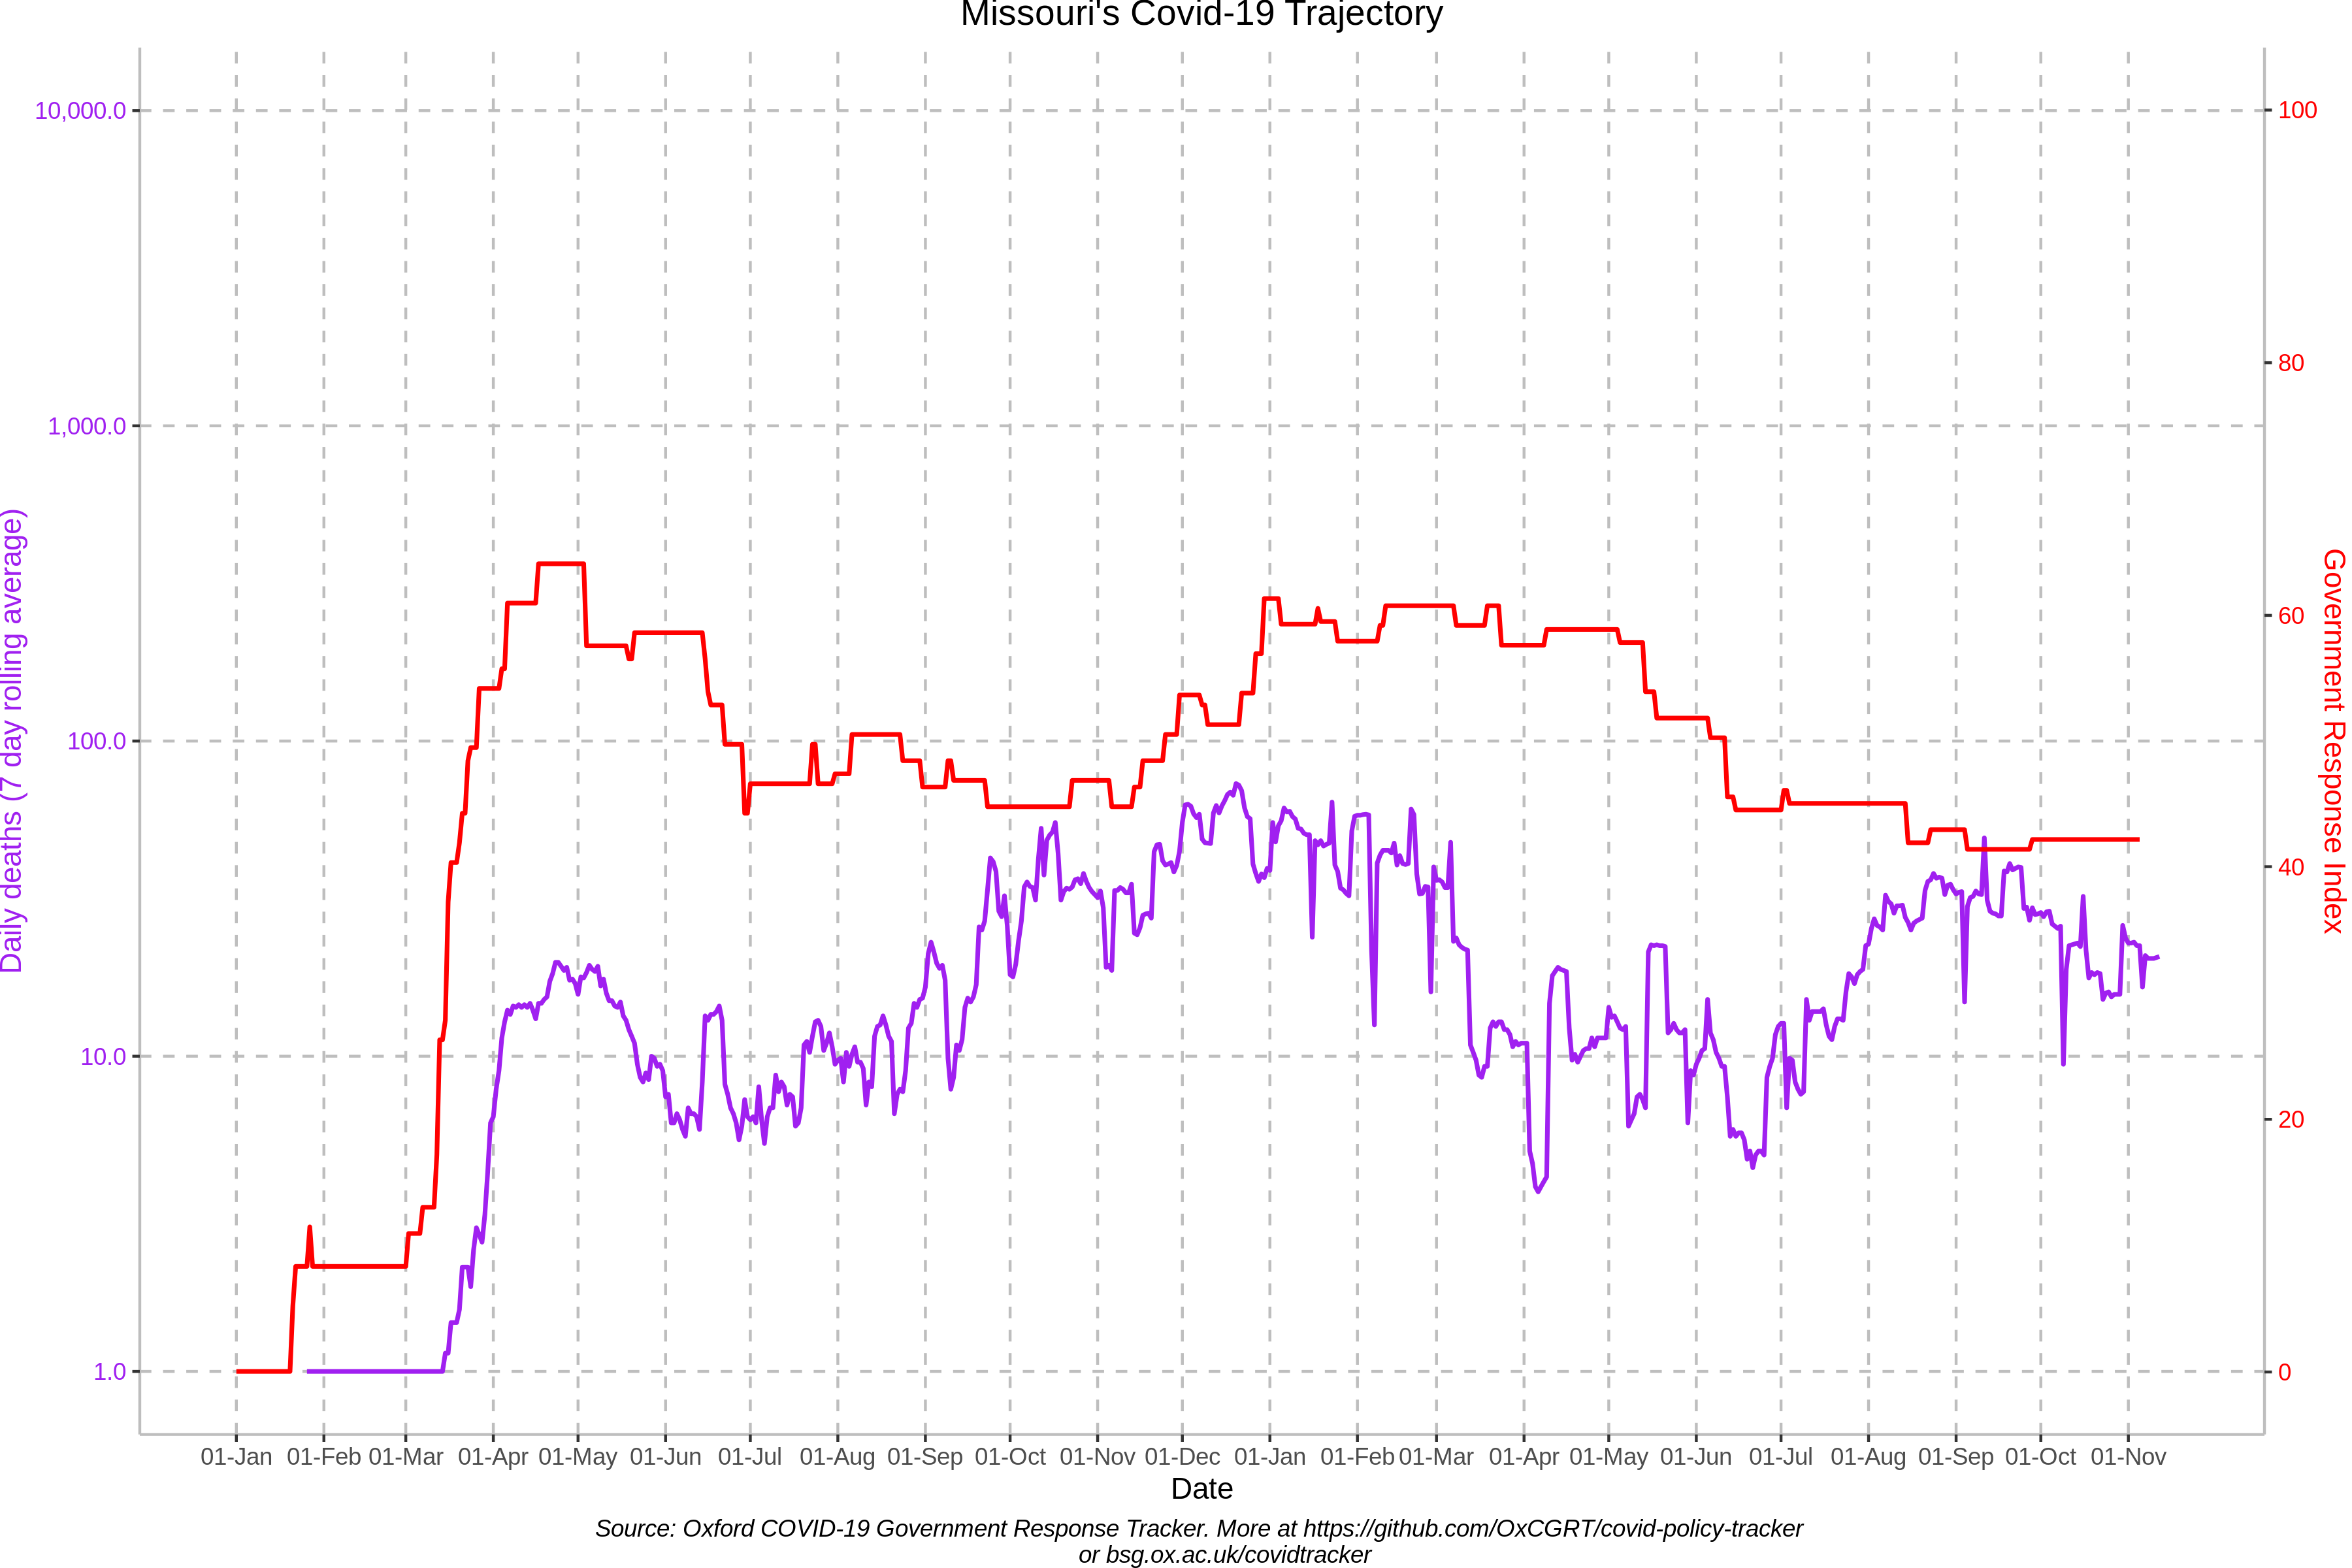 Missouri's Covid-19 Trajectory
10,000.0
1,000.0
100.0
10.0
1.0
Daily deaths (7 day rolling average)
100
80
60
40
20
0
Government Response Index
01-Jan 01-Feb 01-Mar 01-Apr 01-May 01-Jun 01-Jul 01-Aug 01-Sep 01-Oct 01-Nov 01-Dec 01-Jan 01-Feb 01-Mar 01-Apr 01-May 01-Jun 01-Jul 01-Aug 01-Sep 01-Oct 01-Nov
Date
Source: Oxford COVID-19 Government Response Tracker. More at https://github.com/OxCGRT/covid-policy-tracker
or bsg.ox.ac.uk/covidtracker